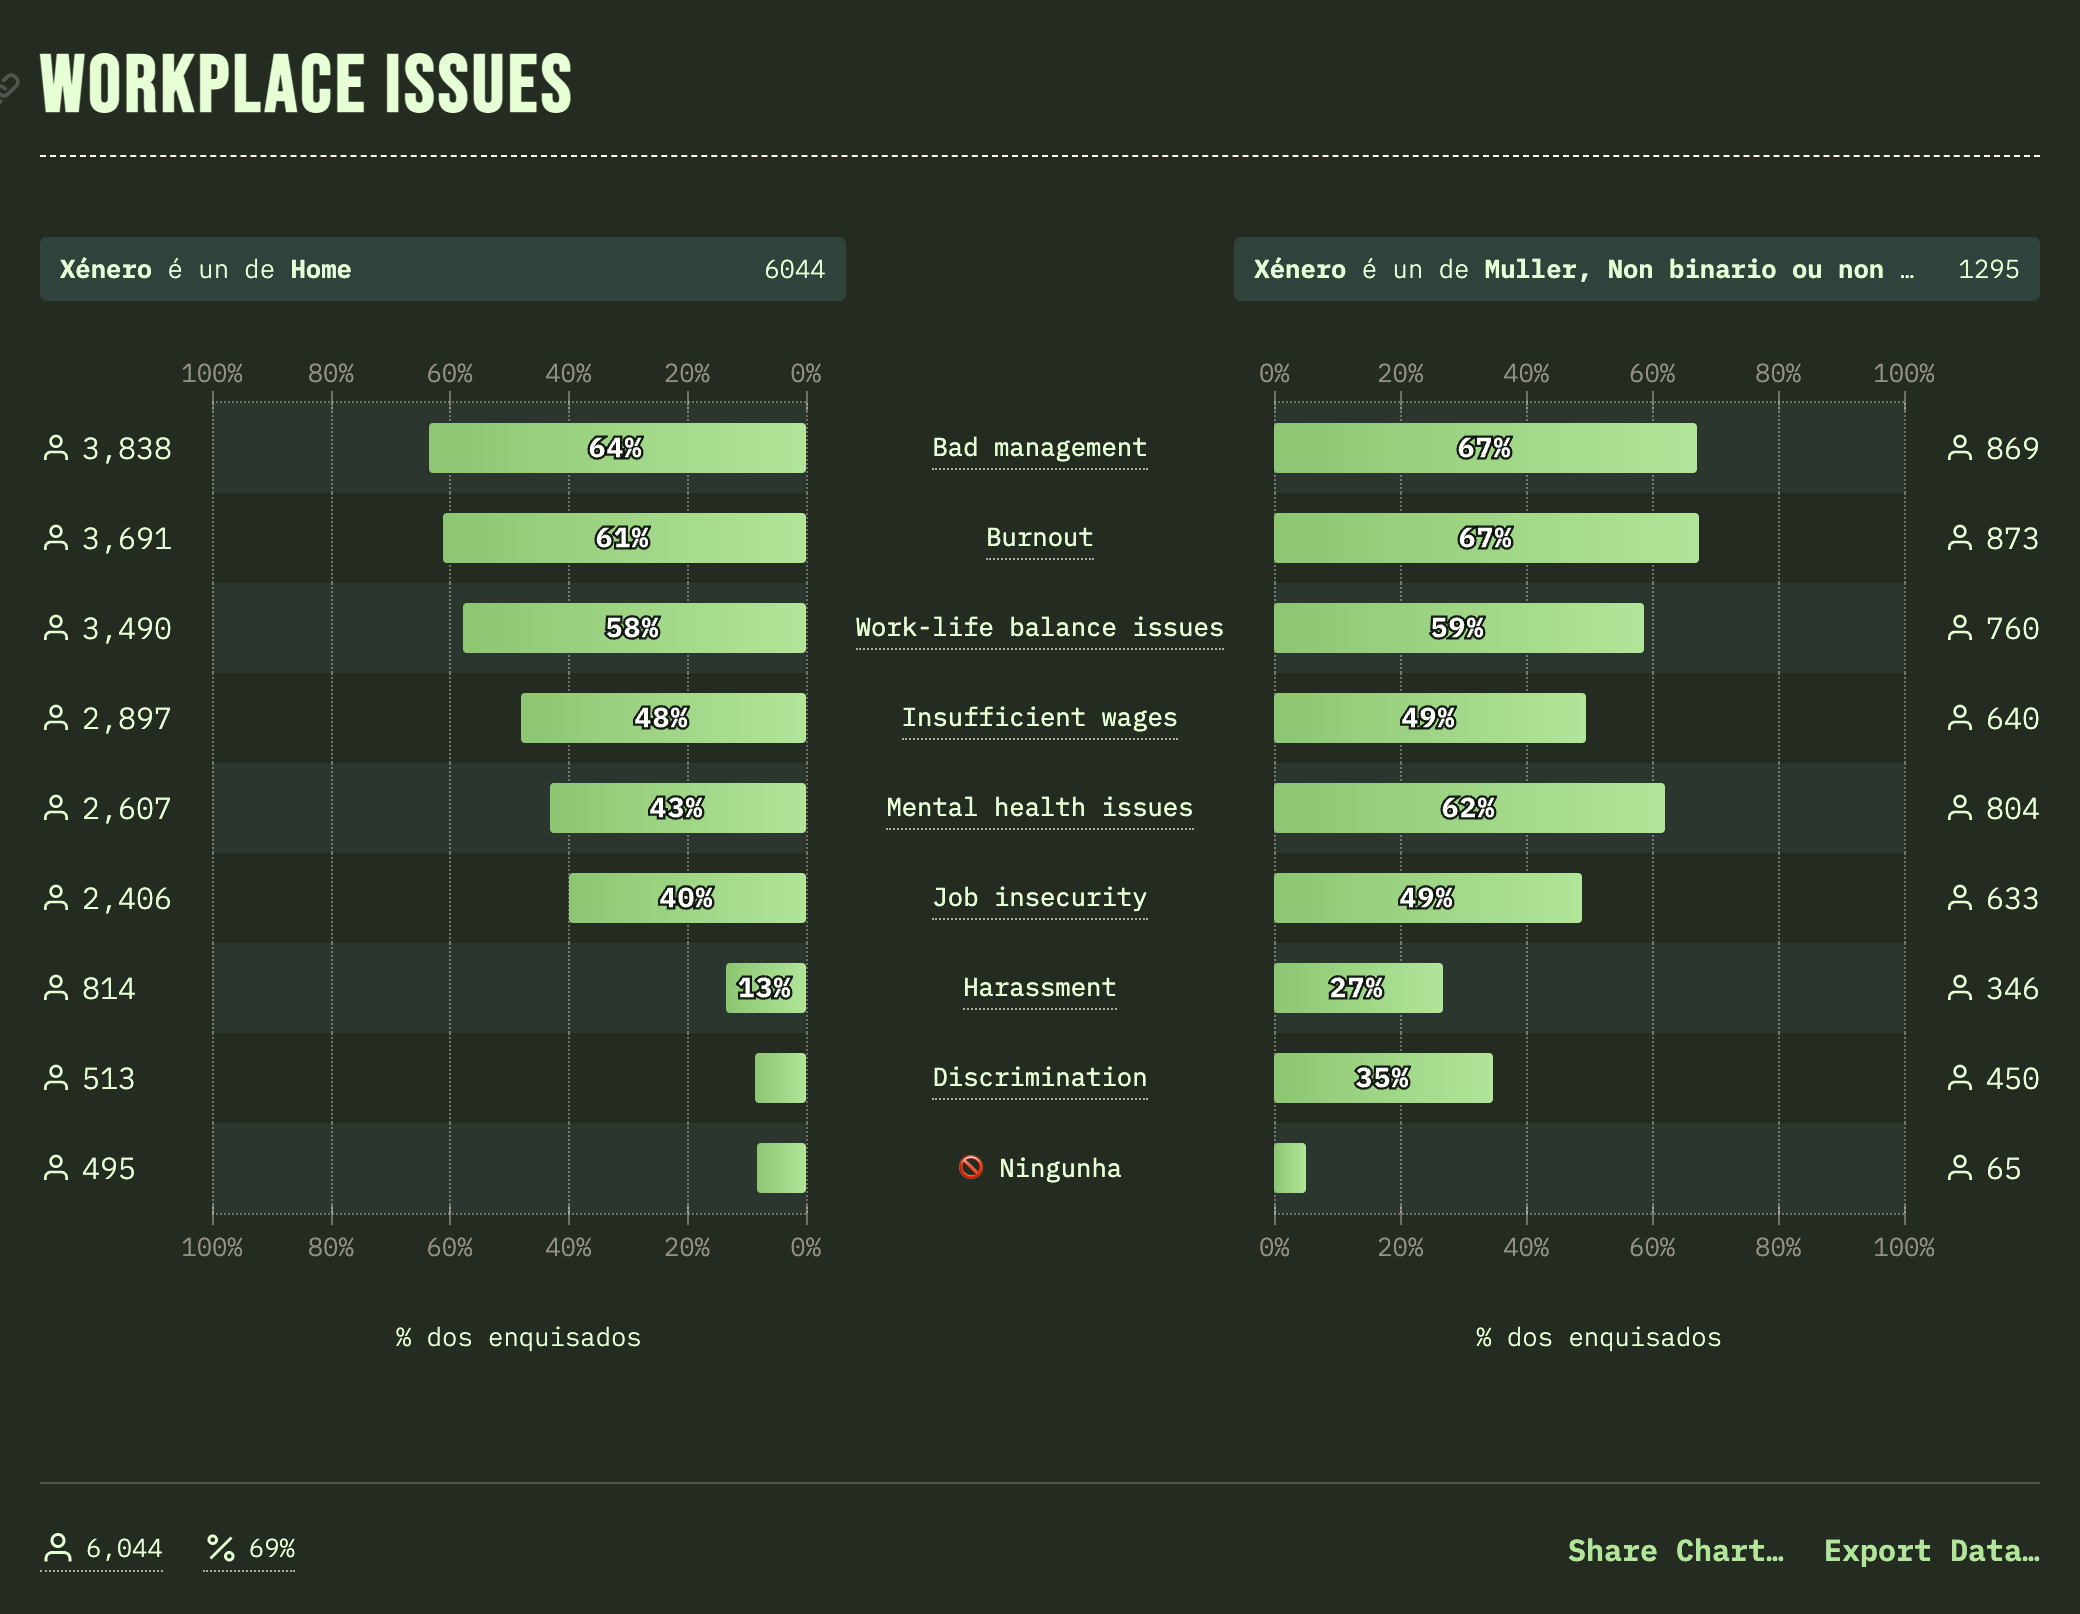 WORKPLACE ISSUES
Xénero é un de Home 6044
Xénero é un de Muller, Non binario ou non … 1295
100% 80% 60% 40% 20% 0%
0% 20% 40% 60% 80% 100%
3,838 64% Bad management 67% 869
3,691 61% Burnout 67% 873
3,490 58% Work-life balance issues 59% 760
2,897 48% Insufficient wages 49% 640
2,607 43% Mental health issues 62% 804
2,406 40% Job insecurity 49% 633
814 13% Harassment 27% 346
513 Discrimination 35% 450
495 Ningunha 65
100% 80% 60% 40% 20% 0%
0% 20% 40% 60% 80% 100%
% dos enquisados
% dos enquisados
6,044 % 69%
Share Chart… Export Data…